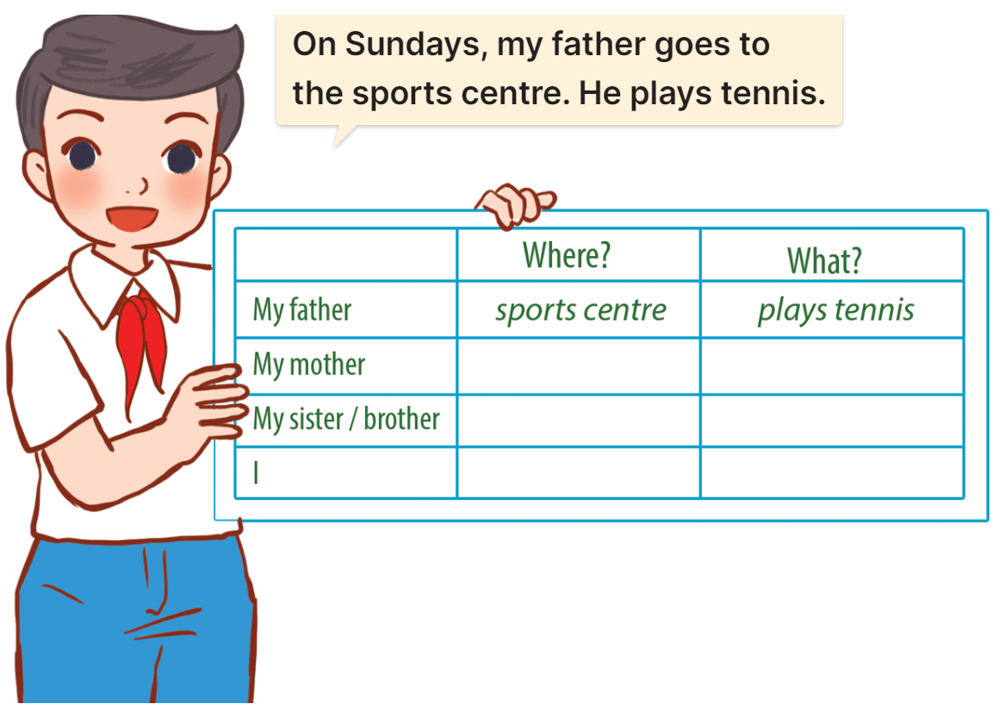 On Sundays, my father goes to
the sports centre. He plays tennis.
Where? What?
My father sports centre plays tennis
My mother
My sister / brother
I